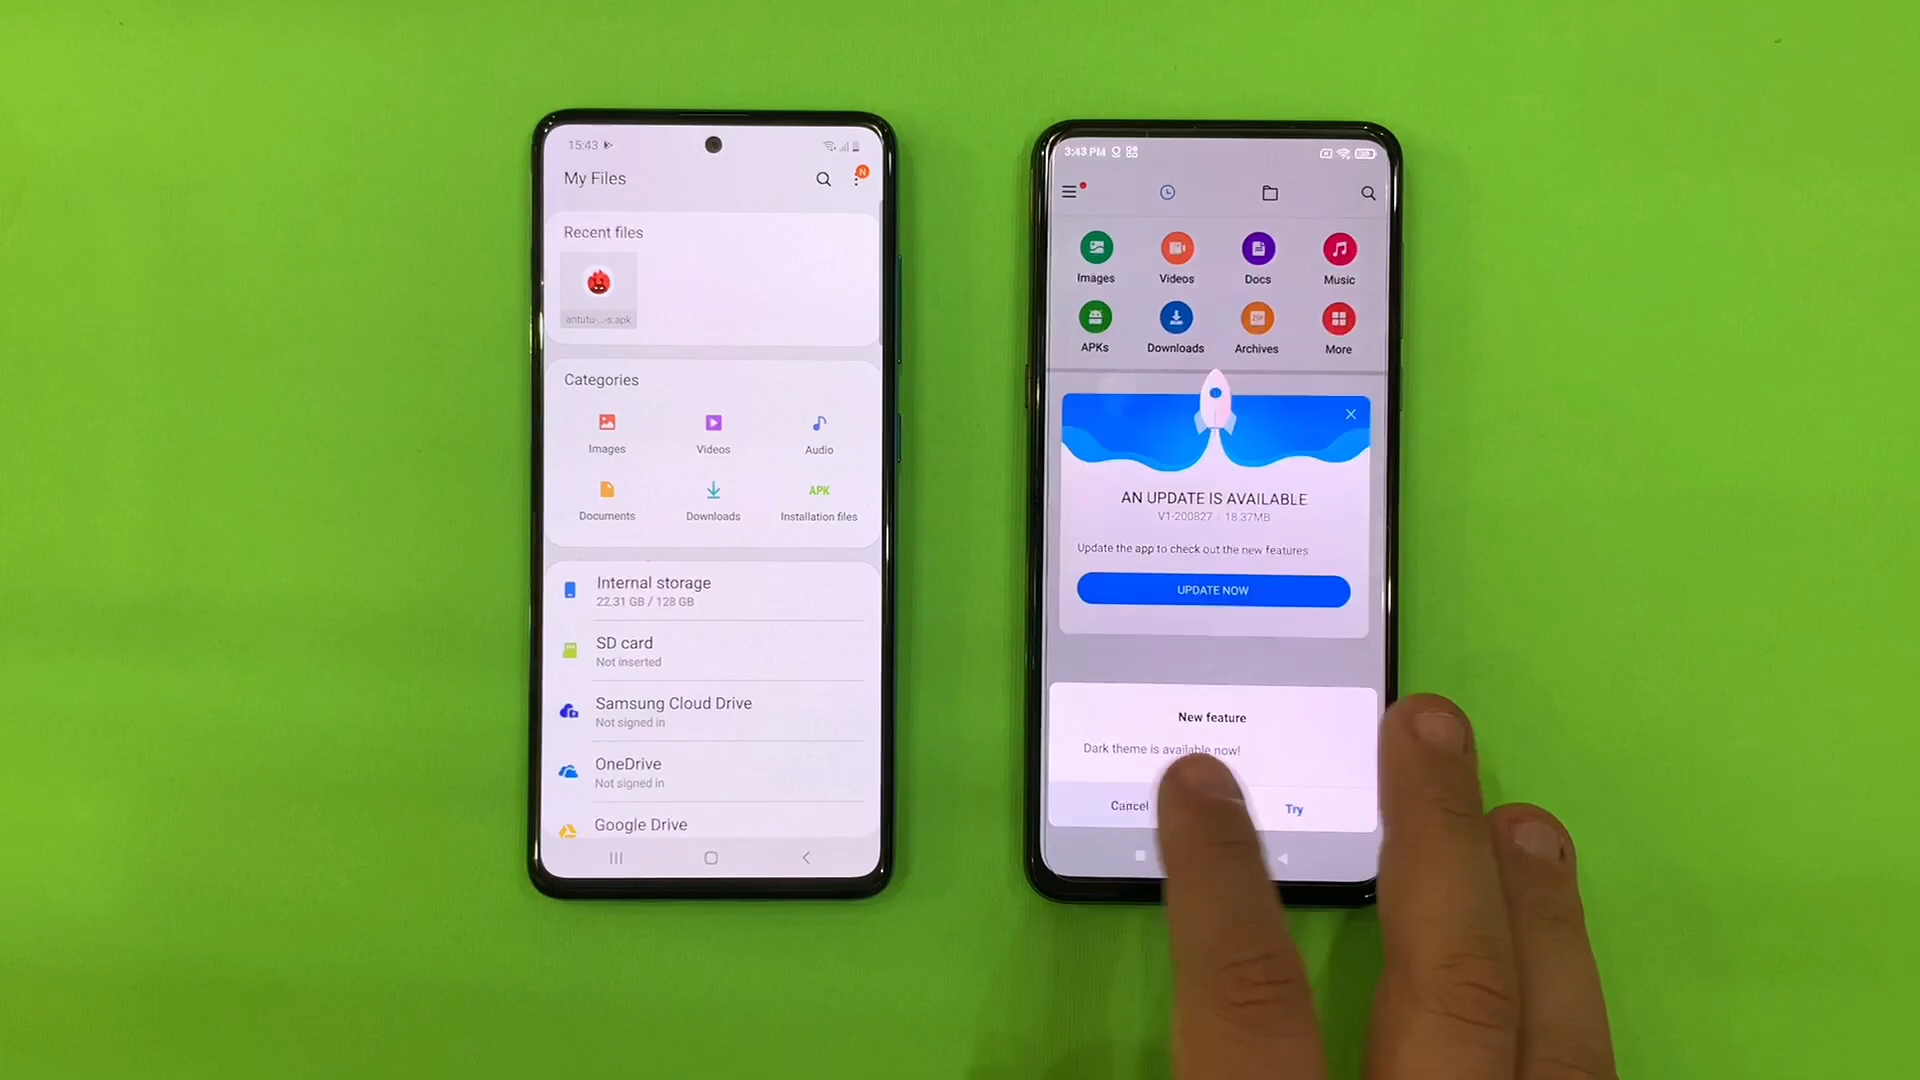 15:43
My Files
N
Recent files
antutu-...-s.apk
Categories
Images
Videos
Audio
Documents
Downloads
APK
Installation files
Internal storage
22.31 GB / 128 GB
SD card
Not inserted
Samsung Cloud Drive
Not signed in
OneDrive
Not signed in
Google Drive
3:43 PM
Images
Videos
Docs
Music
APKs
Downloads
ZIP
Archives
More
AN UPDATE IS AVAILABLE
V1-200827 | 18.37MB
Update the app to check out the new features
UPDATE NOW
New feature
Dark theme is available now!
Cancel
Try